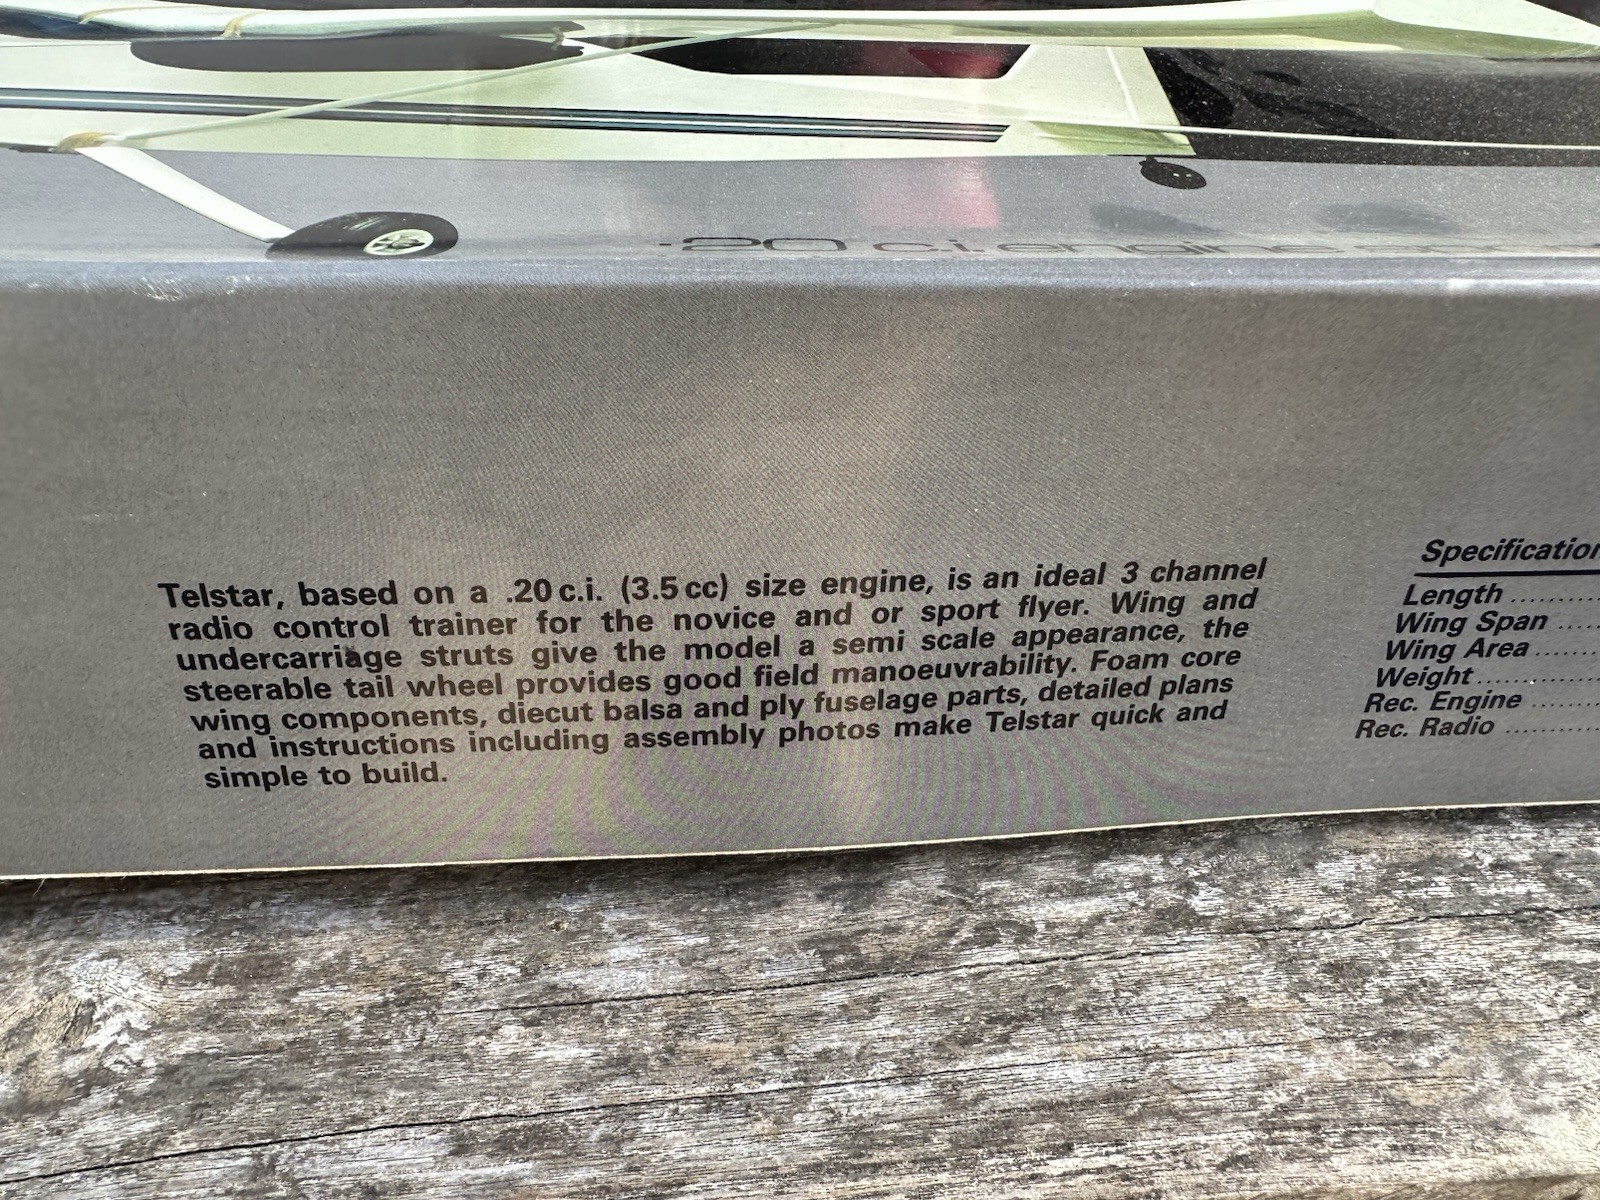 .20 c.i. engine
Telstar, based on a .20 c.i. (3.5 cc) size engine, is an ideal 3 channel
radio control trainer for the novice and or sport flyer. Wing and
undercarriage struts give the model a semi scale appearance, the
steerable tail wheel provides good field manoeuvrability. Foam core
wing components, diecut balsa and ply fuselage parts, detailed plans
and instructions including assembly photos make Telstar quick and
simple to build.
Specification
Length ..........
Wing Span .....
Wing Area ........
Weight ...............
Rec. Engine .........
Rec. Radio ............